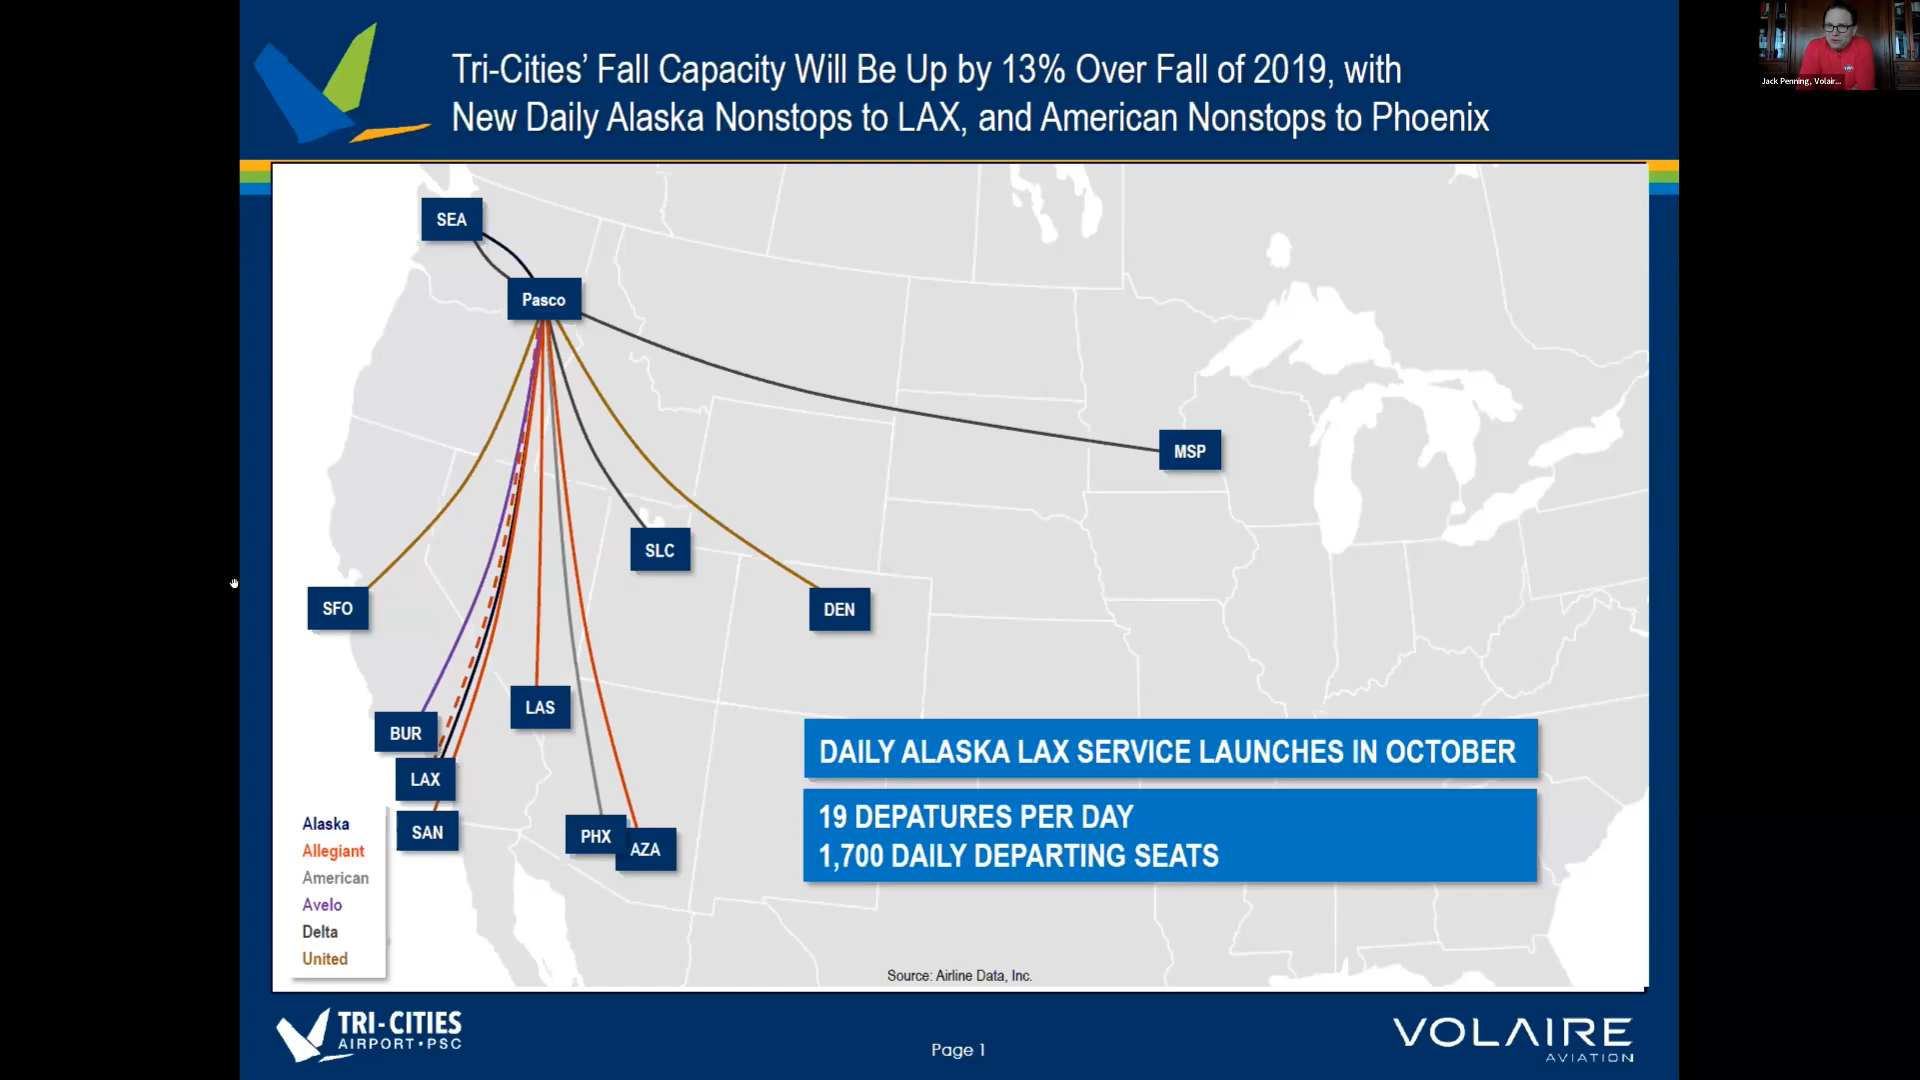 Tri-Cities’ Fall Capacity Will Be Up by 13% Over Fall of 2019, with
New Daily Alaska Nonstops to LAX, and American Nonstops to Phoenix
Jack Penning, Volair...
SEA
Pasco
MSP
SLC
SFO
DEN
LAS
BUR
LAX
SAN
PHX
AZA
DAILY ALASKA LAX SERVICE LAUNCHES IN OCTOBER
19 DEPATURES PER DAY
1,700 DAILY DEPARTING SEATS
Alaska
Allegiant
American
Avelo
Delta
United
Source: Airline Data, Inc.
TRI-CITIES
AIRPORT • PSC
Page 1
VOLAIRE
AVIATION